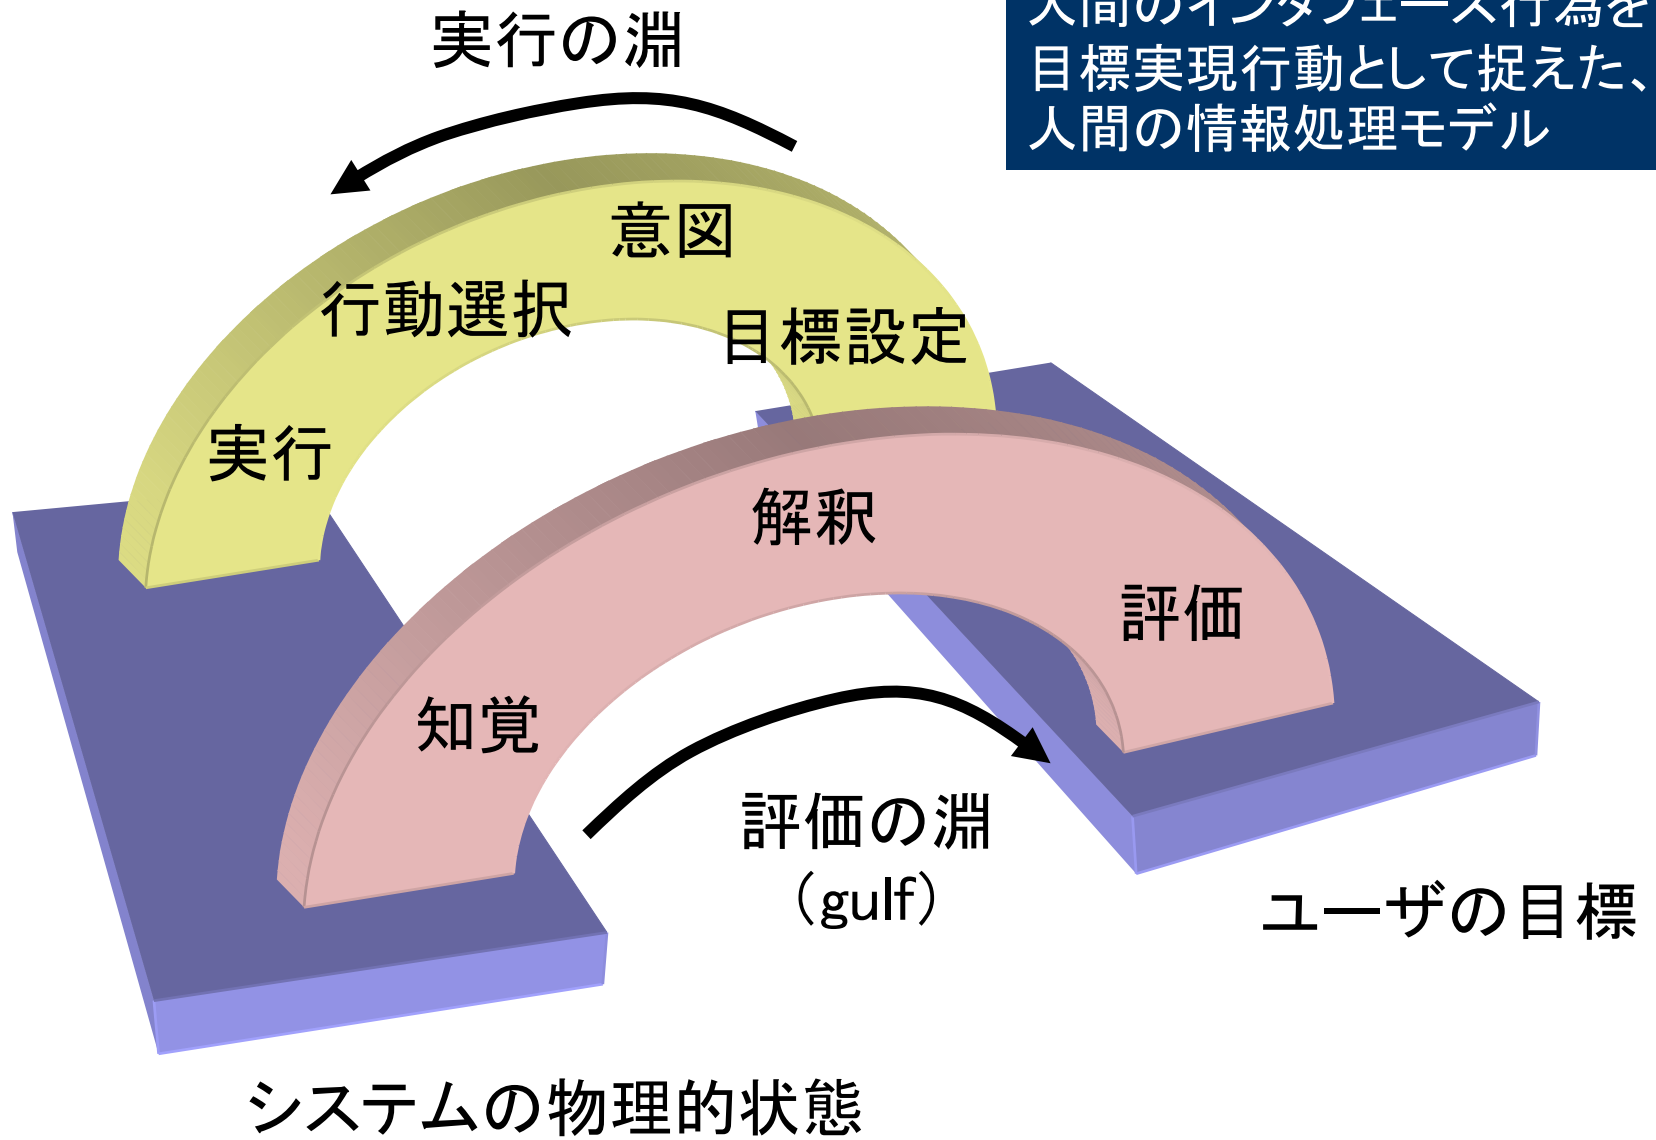 人間のインタフェース行為を
目標実現行動として捉えた、
人間の情報処理モデル
実行の淵
意図
行動選択
目標設定
実行
解釈
評価
知覚
評価の淵
（gulf）
ユーザの目標
システムの物理的状態